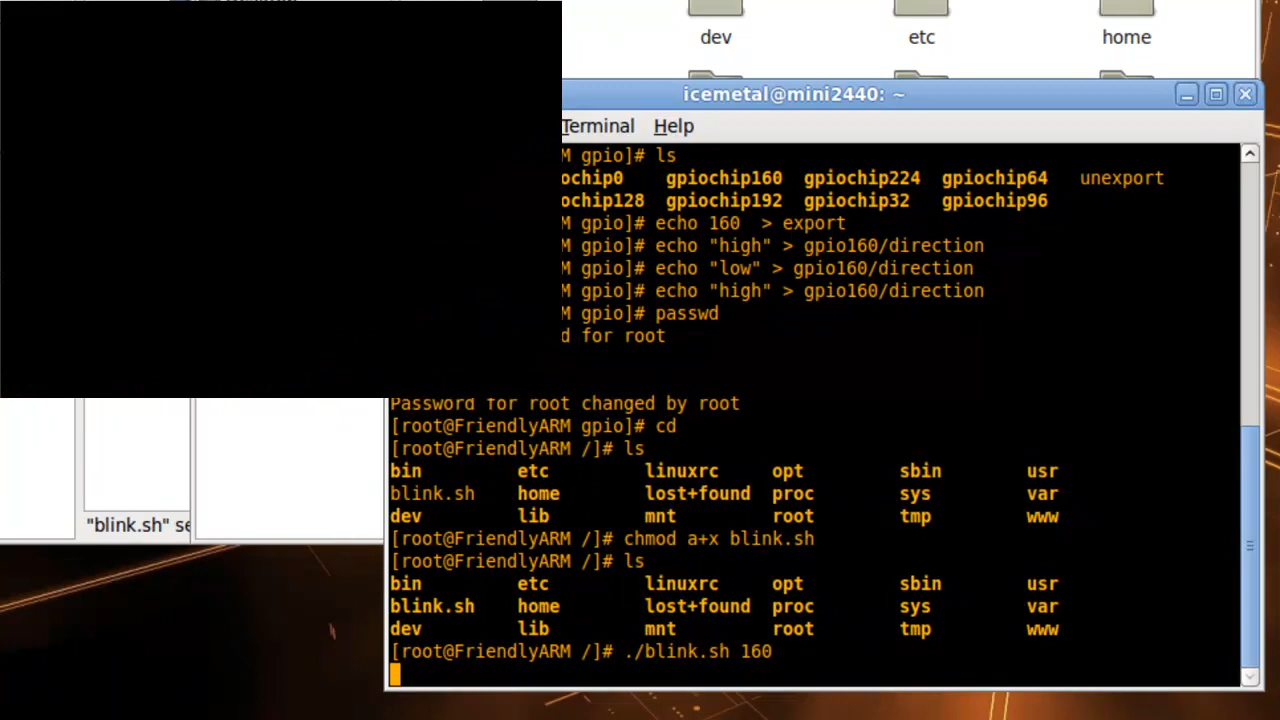 dev etc home
icemetal@mini2440: ~
Terminal Help
M gpio]# ls
ochip0 gpiochip160 gpiochip224 gpiochip64 unexport
ochip128 gpiochip192 gpiochip32 gpiochip96
M gpio]# echo 160  > export
M gpio]# echo "high" > gpio160/direction
M gpio]# echo "low" > gpio160/direction
M gpio]# echo "high" > gpio160/direction
M gpio]# passwd
d for root
Password for root changed by root
[root@FriendlyARM gpio]# cd
[root@FriendlyARM /]# ls
bin etc linuxrc opt sbin usr
blink.sh home lost+found proc sys var
dev lib mnt root tmp www
[root@FriendlyARM /]# chmod a+x blink.sh
[root@FriendlyARM /]# ls
bin etc linuxrc opt sbin usr
blink.sh home lost+found proc sys var
dev lib mnt root tmp www
[root@FriendlyARM /]# ./blink.sh 160
"blink.sh" se